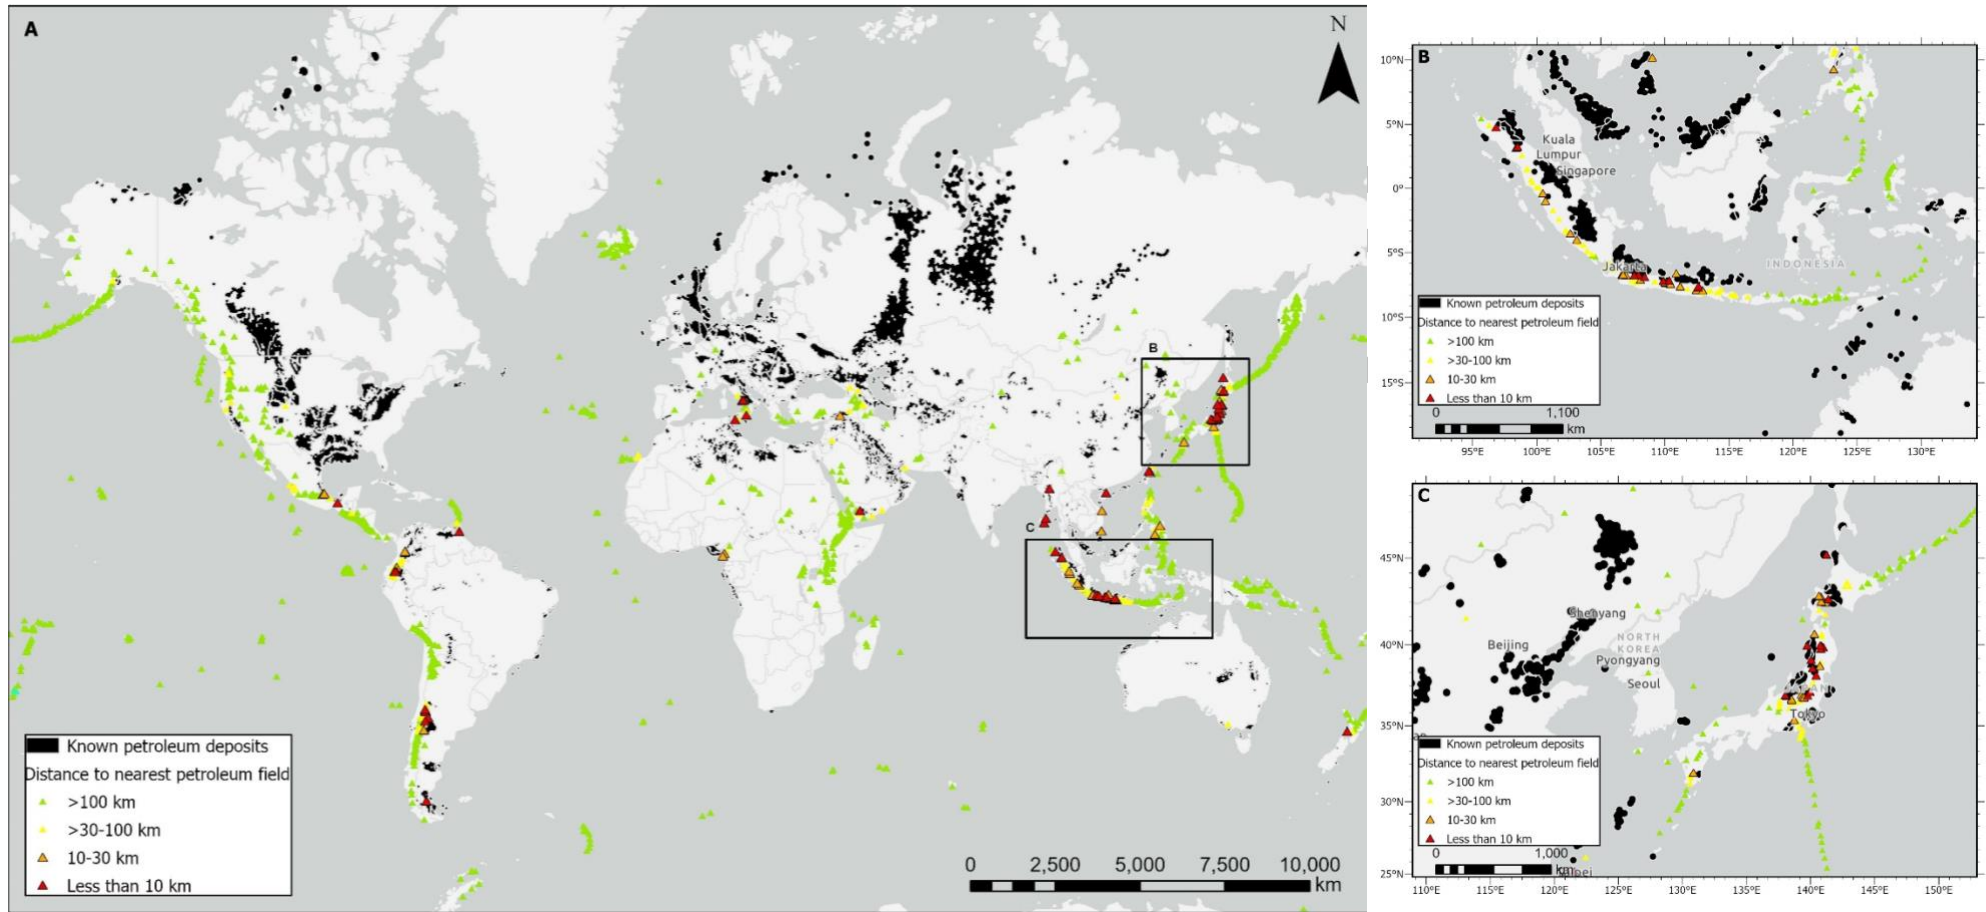 A
N
B
C
Known petroleum deposits
Distance to nearest petroleum field
>100 km
>30-100 km
10-30 km
Less than 10 km
0 2,500 5,000 7,500 10,000
km
B
10°N
5°N
0°
5°S
10°S
15°S
Kuala
Lumpur
Singapore
Jakarta
INDONESIA
Known petroleum deposits
Distance to nearest petroleum field
>100 km
>30-100 km
10-30 km
Less than 10 km
0 1,100
km
95°E 100°E 105°E 110°E 115°E 120°E 125°E 130°E
C
45°N
40°N
35°N
30°N
25°N
Shenyang
Beijing
NORTH
KOREA
Pyongyang
Seoul
Tokyo
Known petroleum deposits
Distance to nearest petroleum field
>100 km
>30-100 km
10-30 km
Less than 10 km
0 1,000
km
110°E 115°E 120°E 125°E 130°E 135°E 140°E 145°E 150°E